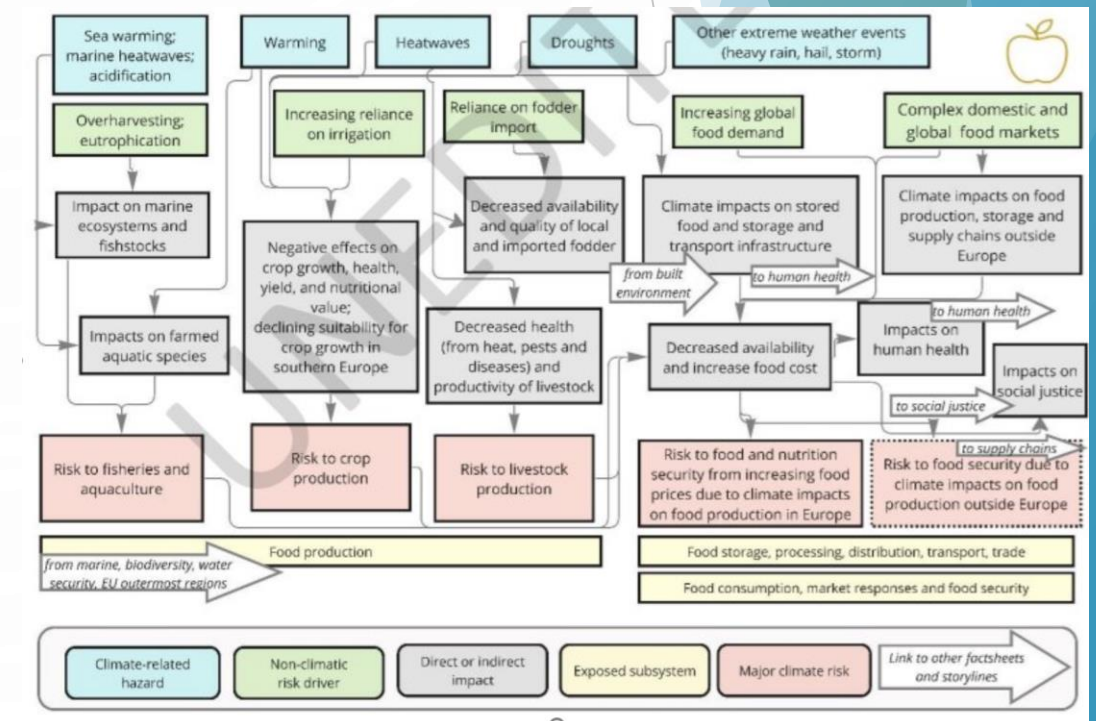 Sea warming;
marine heatwaves;
acidification
Warming
Heatwaves
Droughts
Other extreme weather events
(heavy rain, hail, storm)
Overharvesting;
eutrophication
Increasing reliance
on irrigation
Reliance on fodder
import
Increasing global
food demand
Complex domestic and
global food markets
Impact on marine
ecosystems and
fishstocks
Negative effects on
crop growth, health,
yield, and nutritional
value;
declining suitability for
crop growth in
southern Europe
Decreased availability
and quality of local
and imported fodder
Climate impacts on stored
food and storage and
transport infrastructure
Climate impacts on food
production, storage and
supply chains outside
Europe
from built
environment
to human health
to human health
Impacts on farmed
aquatic species
Decreased health
(from heat, pests and
diseases) and
productivity of livestock
Decreased availability
and increase food cost
Impacts on
human health
Impacts on
social justice
to social justice
to supply chains
Risk to fisheries and
aquaculture
Risk to crop
production
Risk to livestock
production
Risk to food and nutrition
security from increasing food
prices due to climate impacts
on food production in Europe
Risk to food security due to
climate impacts on food
production outside Europe
Food production
from marine, biodiversity, water
security, EU outermost regions
Food storage, processing, distribution, transport, trade
Food consumption, market responses and food security
Climate-related
hazard
Non-climatic
risk driver
Direct or indirect
impact
Exposed subsystem
Major climate risk
Link to other factsheets
and storylines